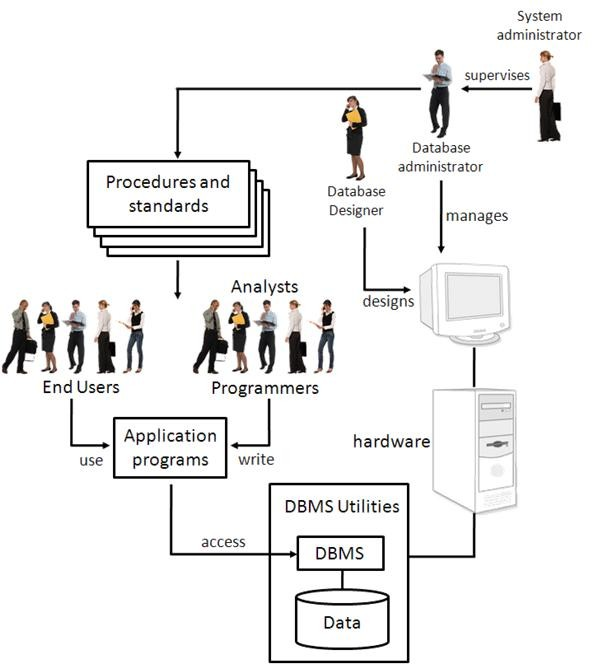 System
administrator
supervises
Database
administrator
Database
Designer
Procedures and
standards
manages
designs
Analysts
End Users
Programmers
Application
programs
use
write
hardware
DBMS Utilities
access
DBMS
Data